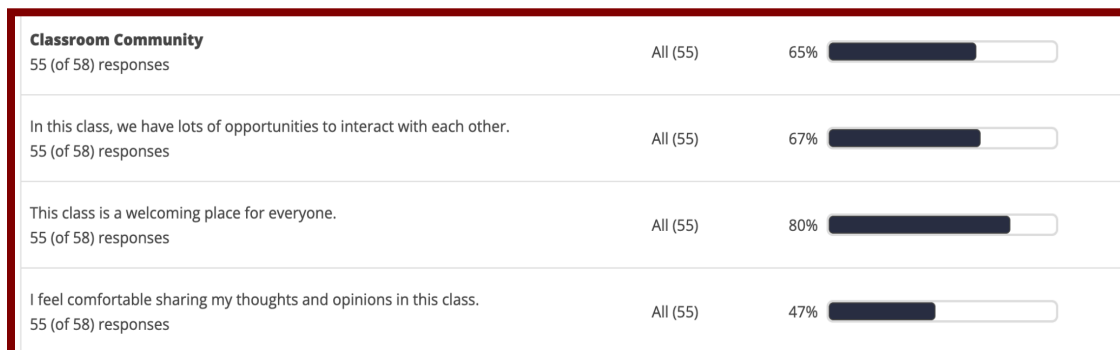 Classroom Community
55 (of 58) responses
All (55)
65%
In this class, we have lots of opportunities to interact with each other.
55 (of 58) responses
All (55)
67%
This class is a welcoming place for everyone.
55 (of 58) responses
All (55)
80%
I feel comfortable sharing my thoughts and opinions in this class.
55 (of 58) responses
All (55)
47%